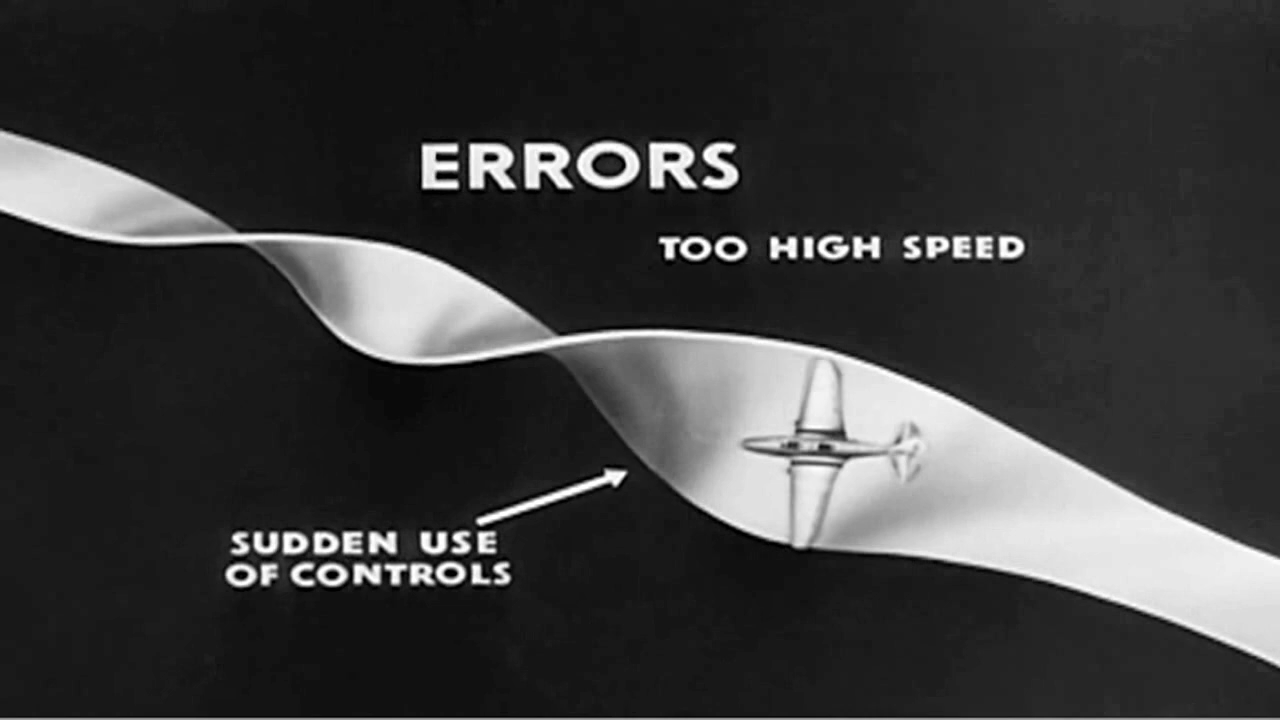 ERRORS
TOO HIGH SPEED
SUDDEN USE
OF CONTROLS